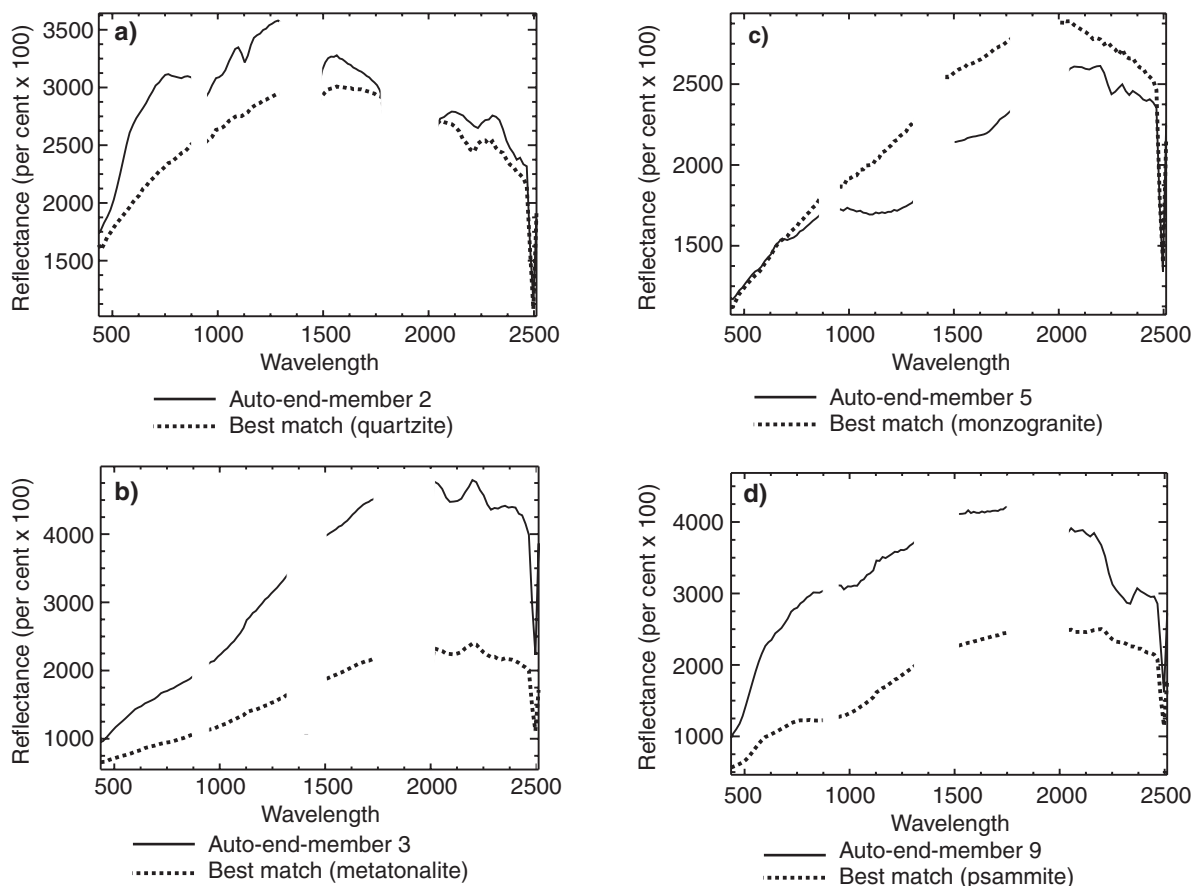 a)
Reflectance (per cent x 100)
3500
3000
2500
2000
1500
500 1000 1500 2000 2500
Wavelength
Auto-end-member 2
Best match (quartzite)
c)
Reflectance (per cent x 100)
2500
2000
1500
500 1000 1500 2000 2500
Wavelength
Auto-end-member 5
Best match (monzogranite)
b)
Reflectance (per cent x 100)
4000
3000
2000
1000
500 1000 1500 2000 2500
Wavelength
Auto-end-member 3
Best match (metatonalite)
d)
Reflectance (per cent x 100)
4000
3000
2000
1000
500 1000 1500 2000 2500
Wavelength
Auto-end-member 9
Best match (psammite)